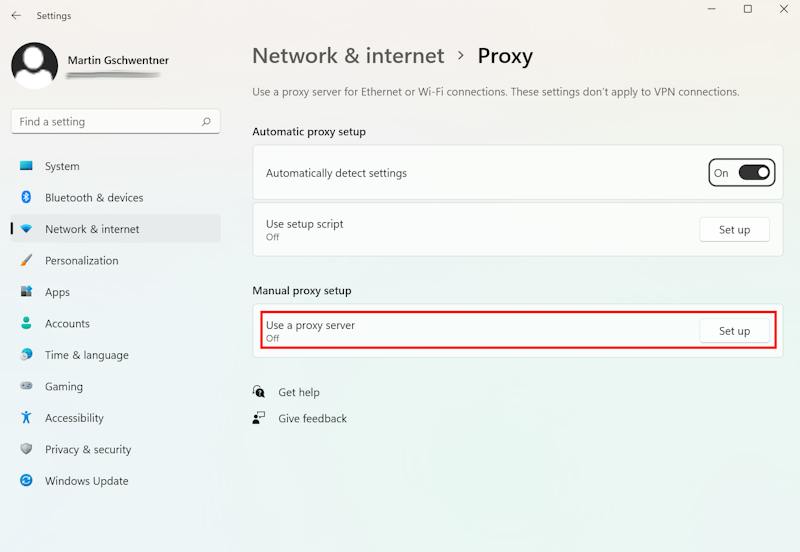 Settings
Martin Gschwentner
Find a setting
System
Bluetooth & devices
Network & internet
Personalization
Apps
Accounts
Time & language
Gaming
Accessibility
Privacy & security
Windows Update
Network & internet > Proxy
Use a proxy server for Ethernet or Wi-Fi connections. These settings don't apply to VPN connections.
Automatic proxy setup
Automatically detect settings On
Use setup script
Off
Set up
Manual proxy setup
Use a proxy server
Off
Set up
Get help
Give feedback